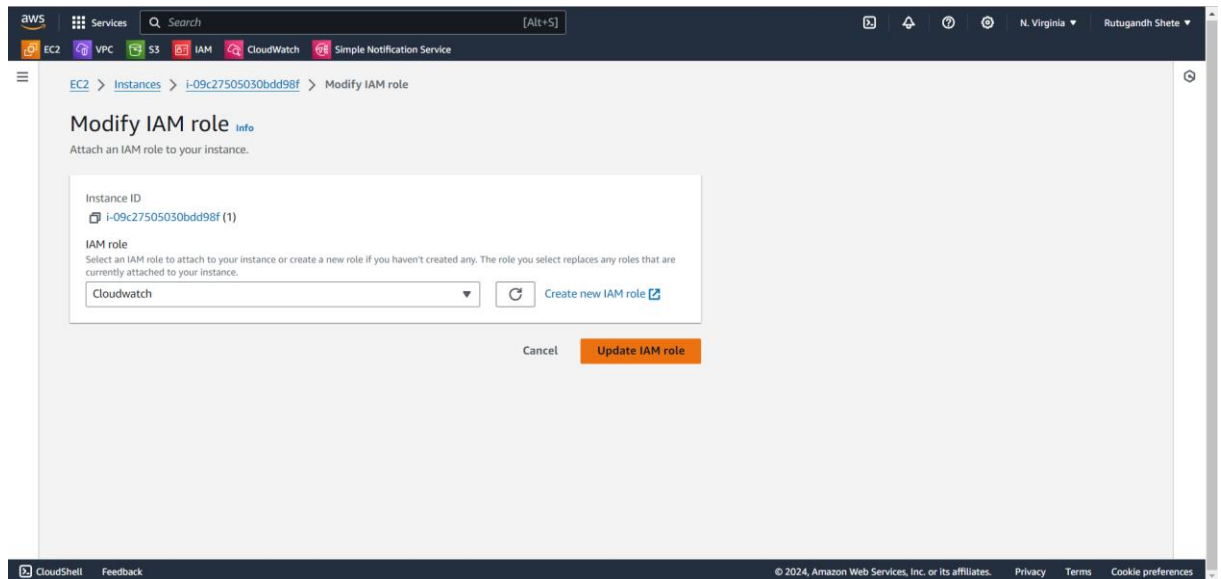 aws Services Search [Alt+S] N. Virginia Rutugandh Shete
EC2 VPC S3 IAM CloudWatch Simple Notification Service
EC2 > Instances > i-09c27505030bdd98f > Modify IAM role
Modify IAM role Info
Attach an IAM role to your instance.
Instance ID
i-09c27505030bdd98f (1)
IAM role
Select an IAM role to attach to your instance or create a new role if you haven't created any. The role you select replaces any roles that are
currently attached to your instance.
Cloudwatch Create new IAM role
Cancel Update IAM role
CloudShell Feedback © 2024, Amazon Web Services, Inc. or its affiliates. Privacy Terms Cookie preferences